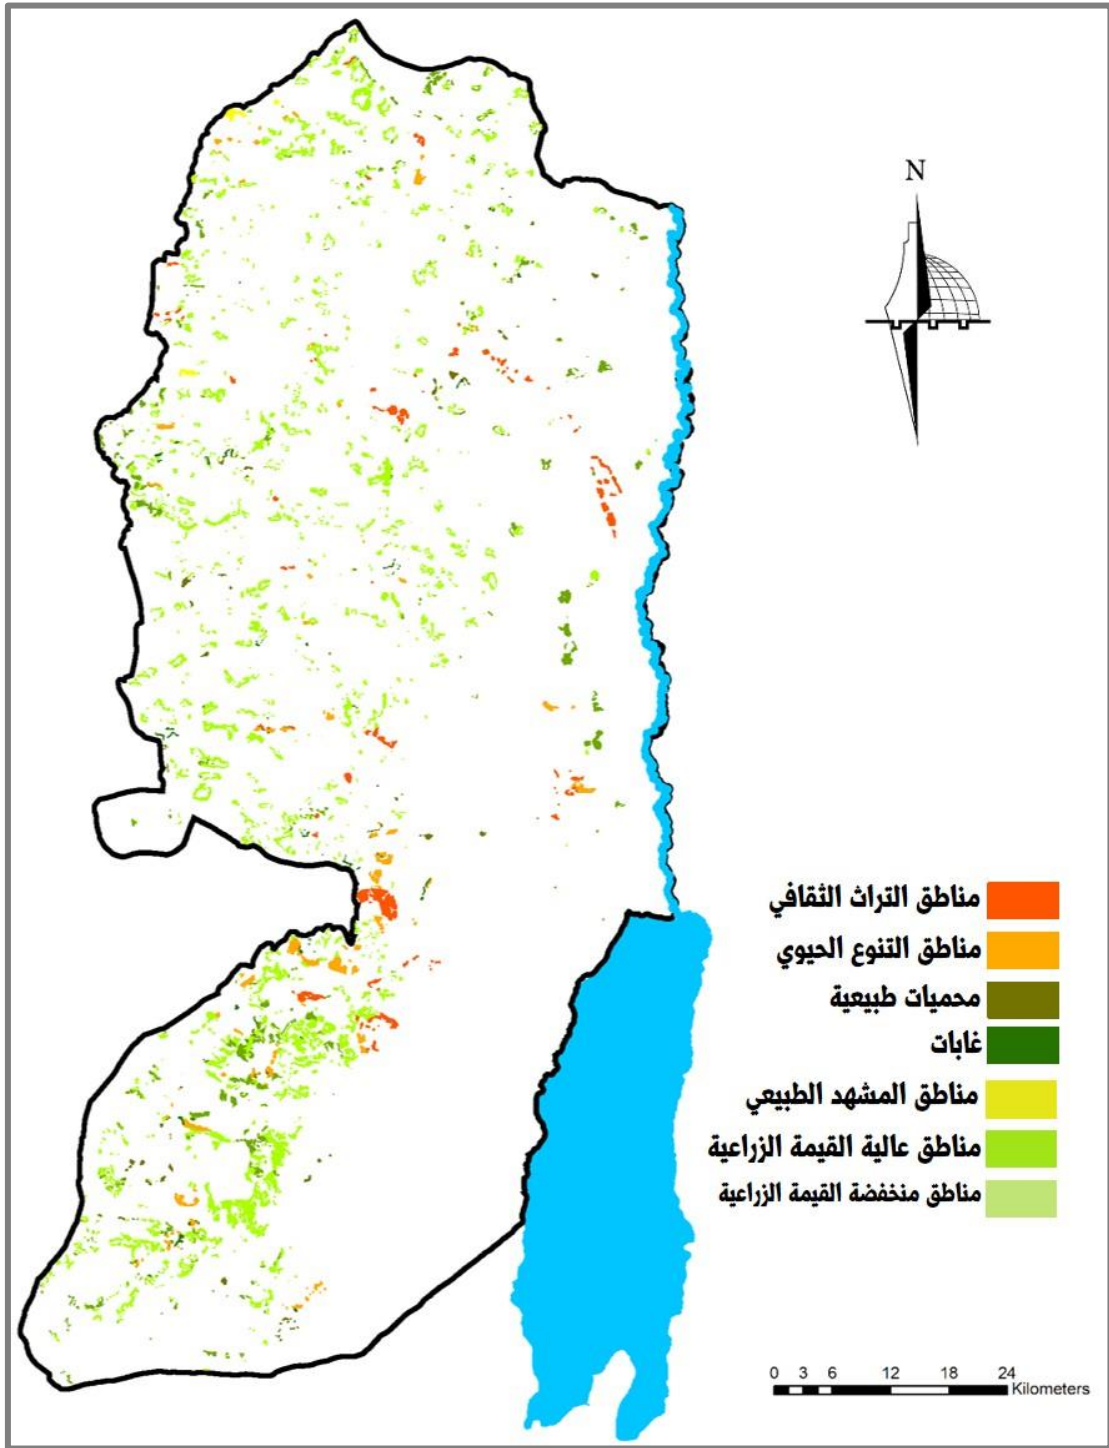 N
مناطق التراث الثقافي
مناطق التنوع الحيوي
محميات طبيعية
غابات
مناطق المشهد الطبيعي
مناطق عالية القيمة الزراعية
مناطق منخفضة القيمة الزراعية
0 3 6 12 18 24
Kilometers